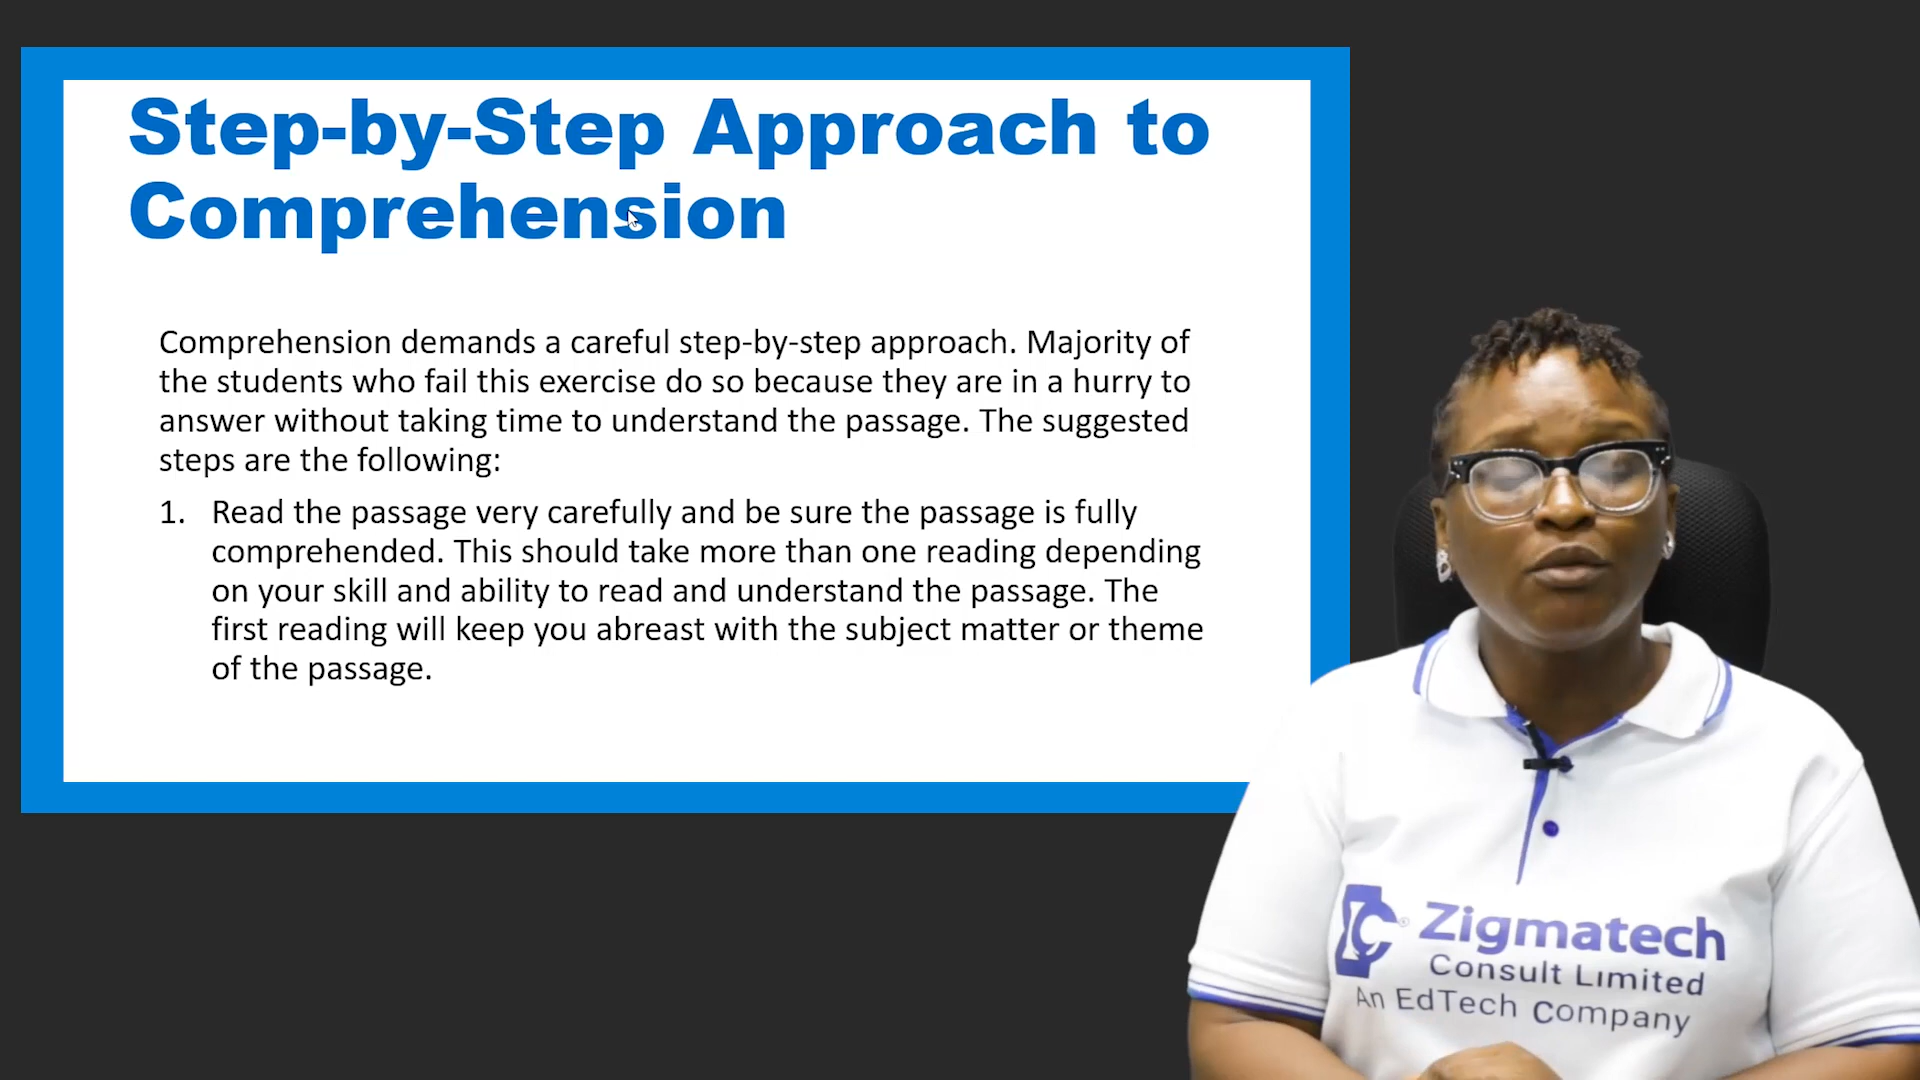 Step-by-Step Approach to
Comprehension
Comprehension demands a careful step-by-step approach. Majority of
the students who fail this exercise do so because they are in a hurry to
answer without taking time to understand the passage. The suggested
steps are the following:
1. Read the passage very carefully and be sure the passage is fully
comprehended. This should take more than one reading depending
on your skill and ability to read and understand the passage. The
first reading will keep you abreast with the subject matter or theme
of the passage.
ZC® Zigmatech
Consult Limited
An EdTech Company